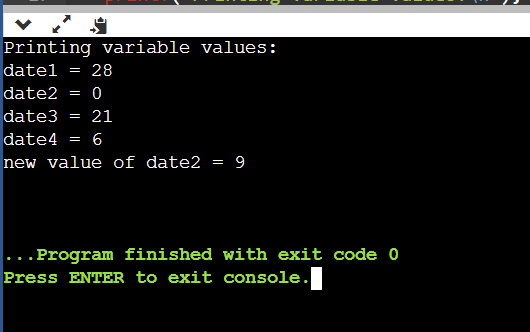 Printing variable values:
date1 = 28
date2 = 0
date3 = 21
date4 = 6
new value of date2 = 9
...Program finished with exit code 0
Press ENTER to exit console.